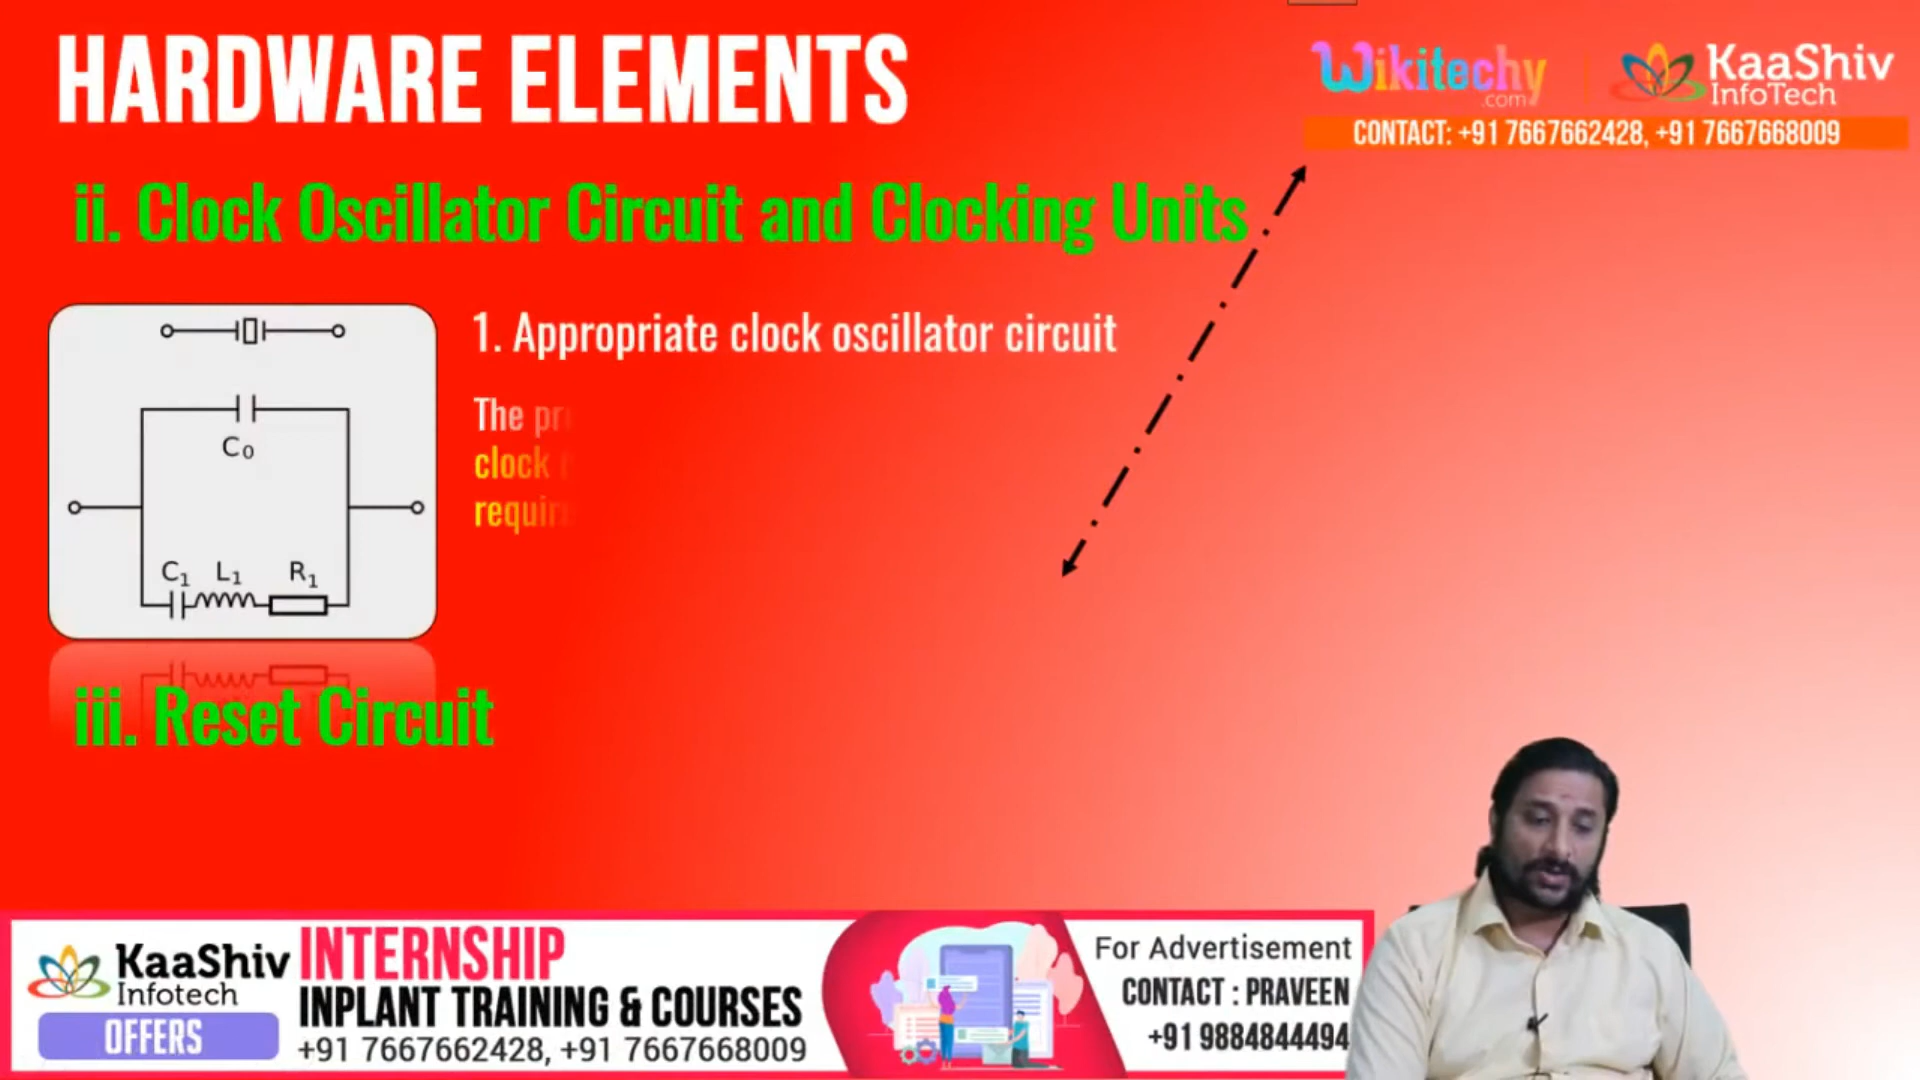 HARDWARE ELEMENTS
Wikitechy
.com
KaaShiv
InfoTech
CONTACT: +91 7667662428, +91 7667668009
ii. Clock Oscillator Circuit and Clocking Units
1. Appropriate clock oscillator circuit
The
clock
C0
C1 L1 R1
iii. Reset Circuit
KaaShiv
Infotech
OFFERS
INTERNSHIP
INPLANT TRAINING & COURSES
+91 7667662428, +91 7667668009
For Advertisement
CONTACT : PRAVEEN
+91 9884844494